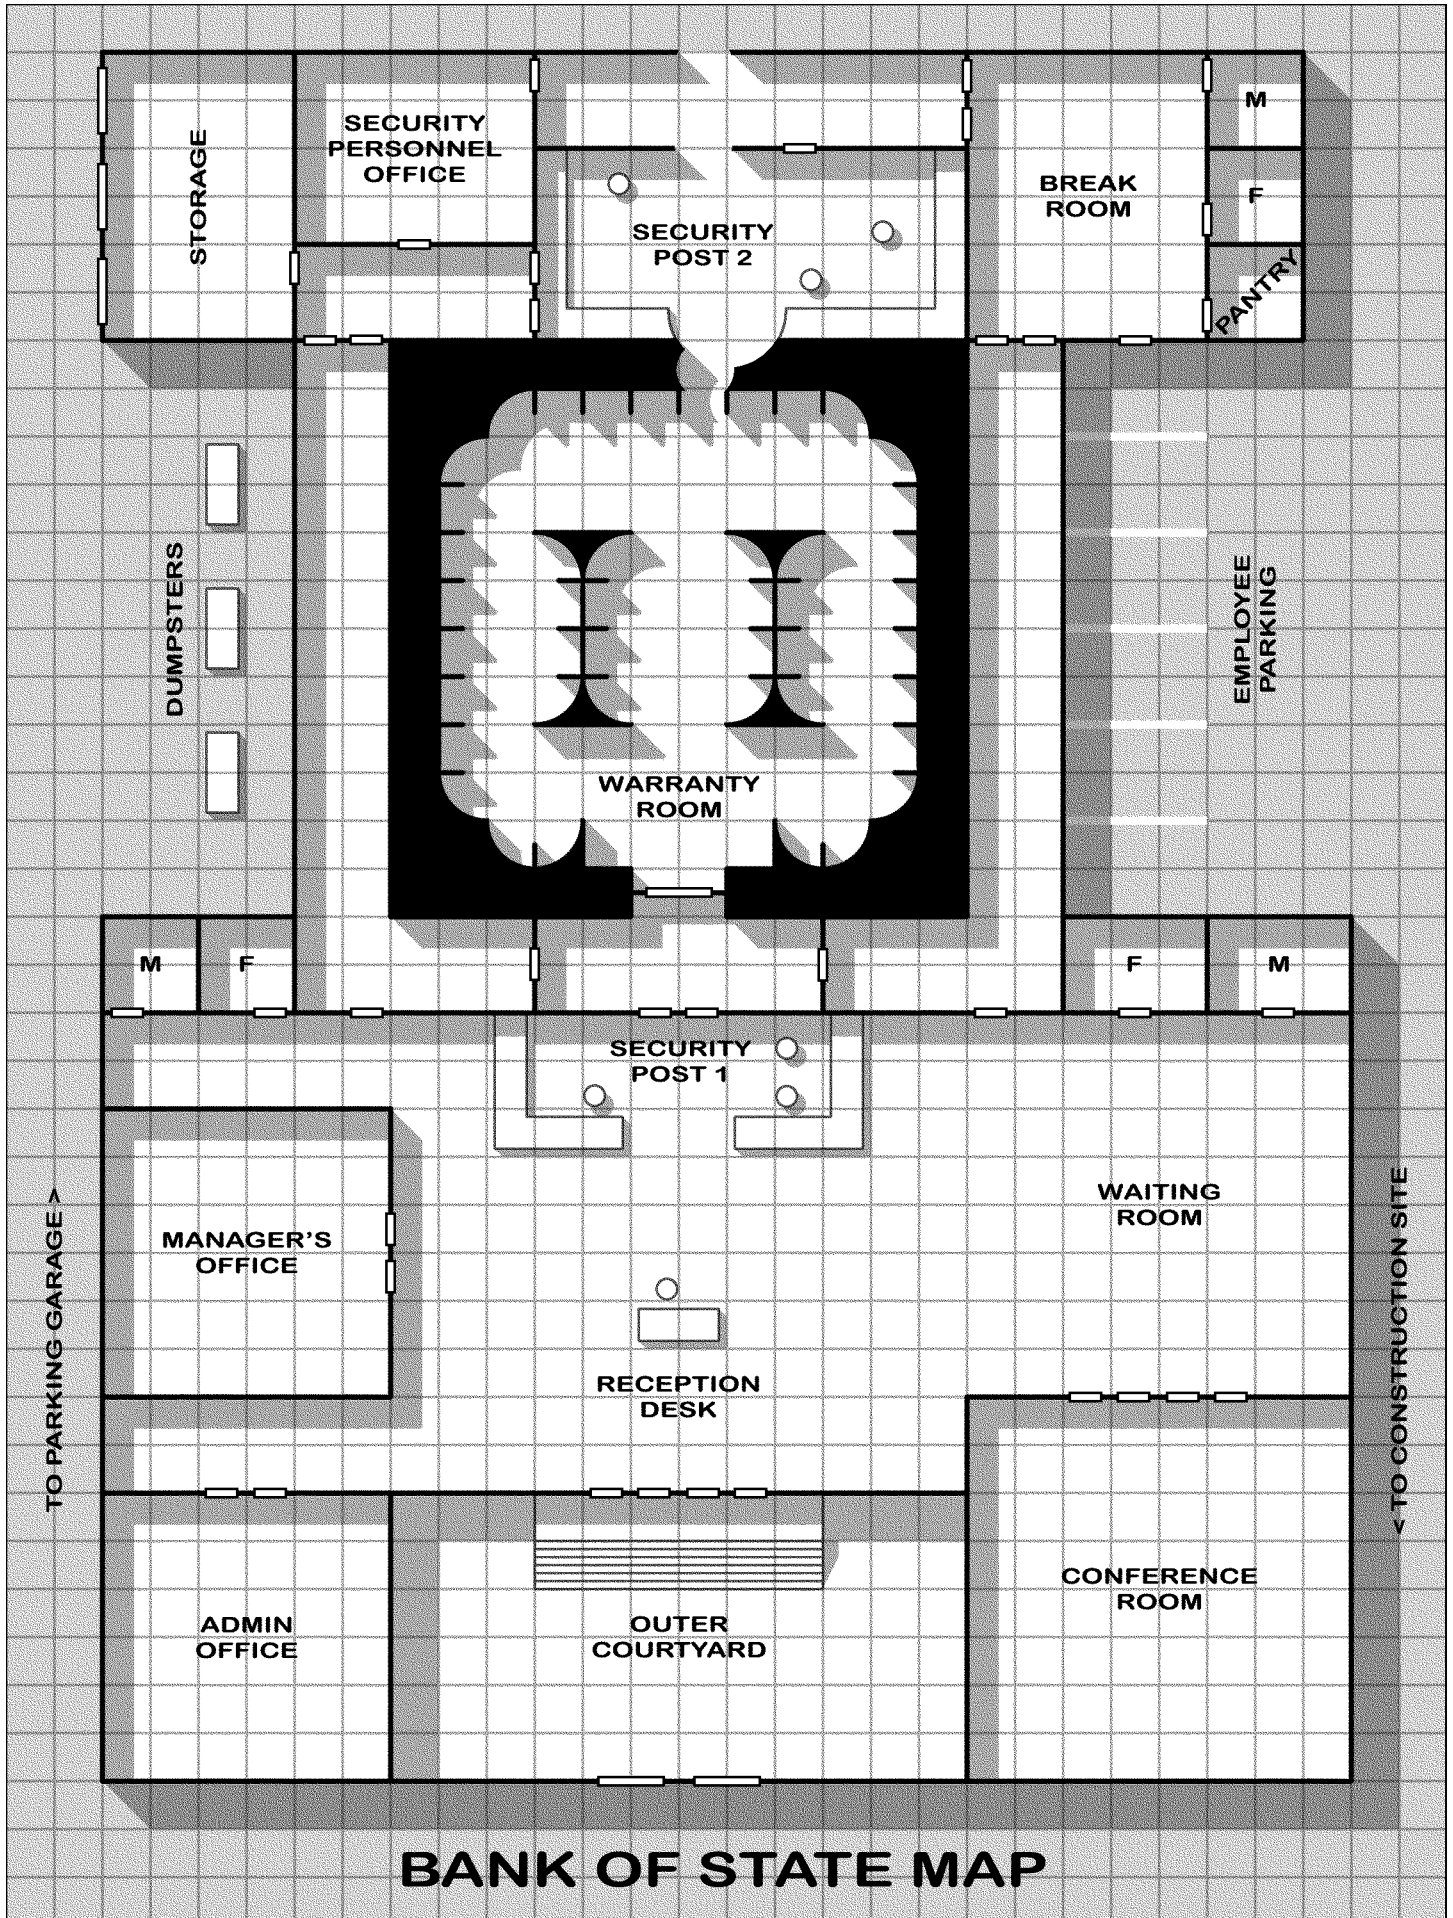 M
SECURITY
PERSONNEL
OFFICE
STORAGE
BREAK
ROOM
F
SECURITY
POST 2
PANTRY
DUMPSTERS
EMPLOYEE
PARKING
WARRANTY
ROOM
M
F
F
M
SECURITY
POST 1
WAITING
ROOM
MANAGER'S
OFFICE
TO PARKING GARAGE >
< TO CONSTRUCTION SITE
RECEPTION
DESK
CONFERENCE
ROOM
ADMIN
OFFICE
OUTER
COURTYARD
BANK OF STATE MAP